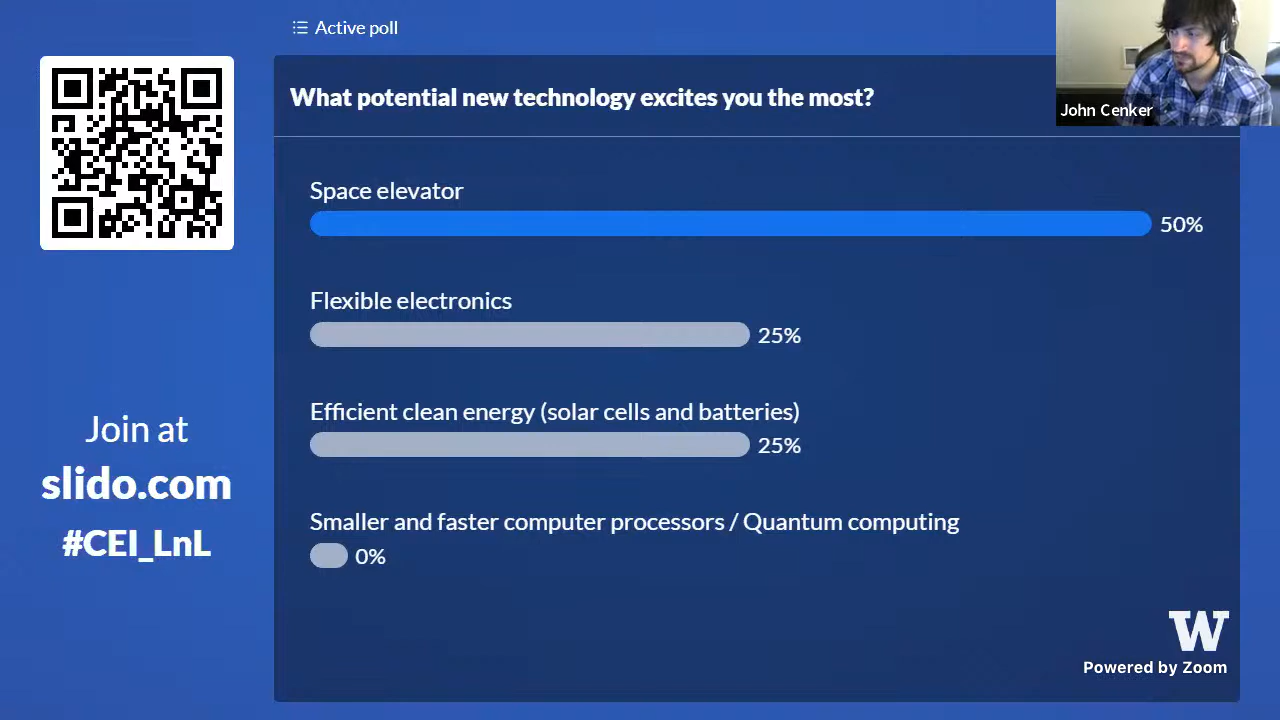 Active poll
What potential new technology excites you the most?
John Cenker
Space elevator
50%
Flexible electronics
25%
Efficient clean energy (solar cells and batteries)
25%
Smaller and faster computer processors / Quantum computing
0%
Join at
slido.com
#CEI_LnL
W
Powered by Zoom